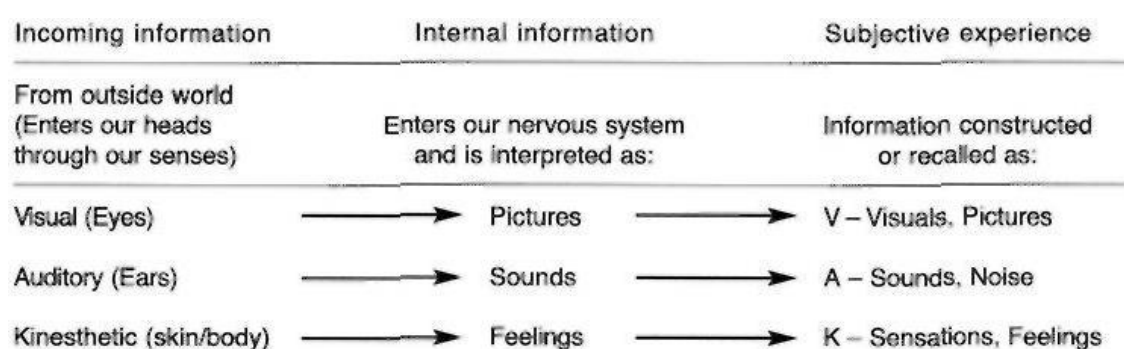 Incoming information Internal information Subjective experience
From outside world
(Enters our heads Enters our nervous system Information constructed
through our senses) and is interpreted as: or recalled as:
Visual (Eyes) Pictures V – Visuals, Pictures
Auditory (Ears) Sounds A – Sounds, Noise
Kinesthetic (skin/body) Feelings K – Sensations, Feelings